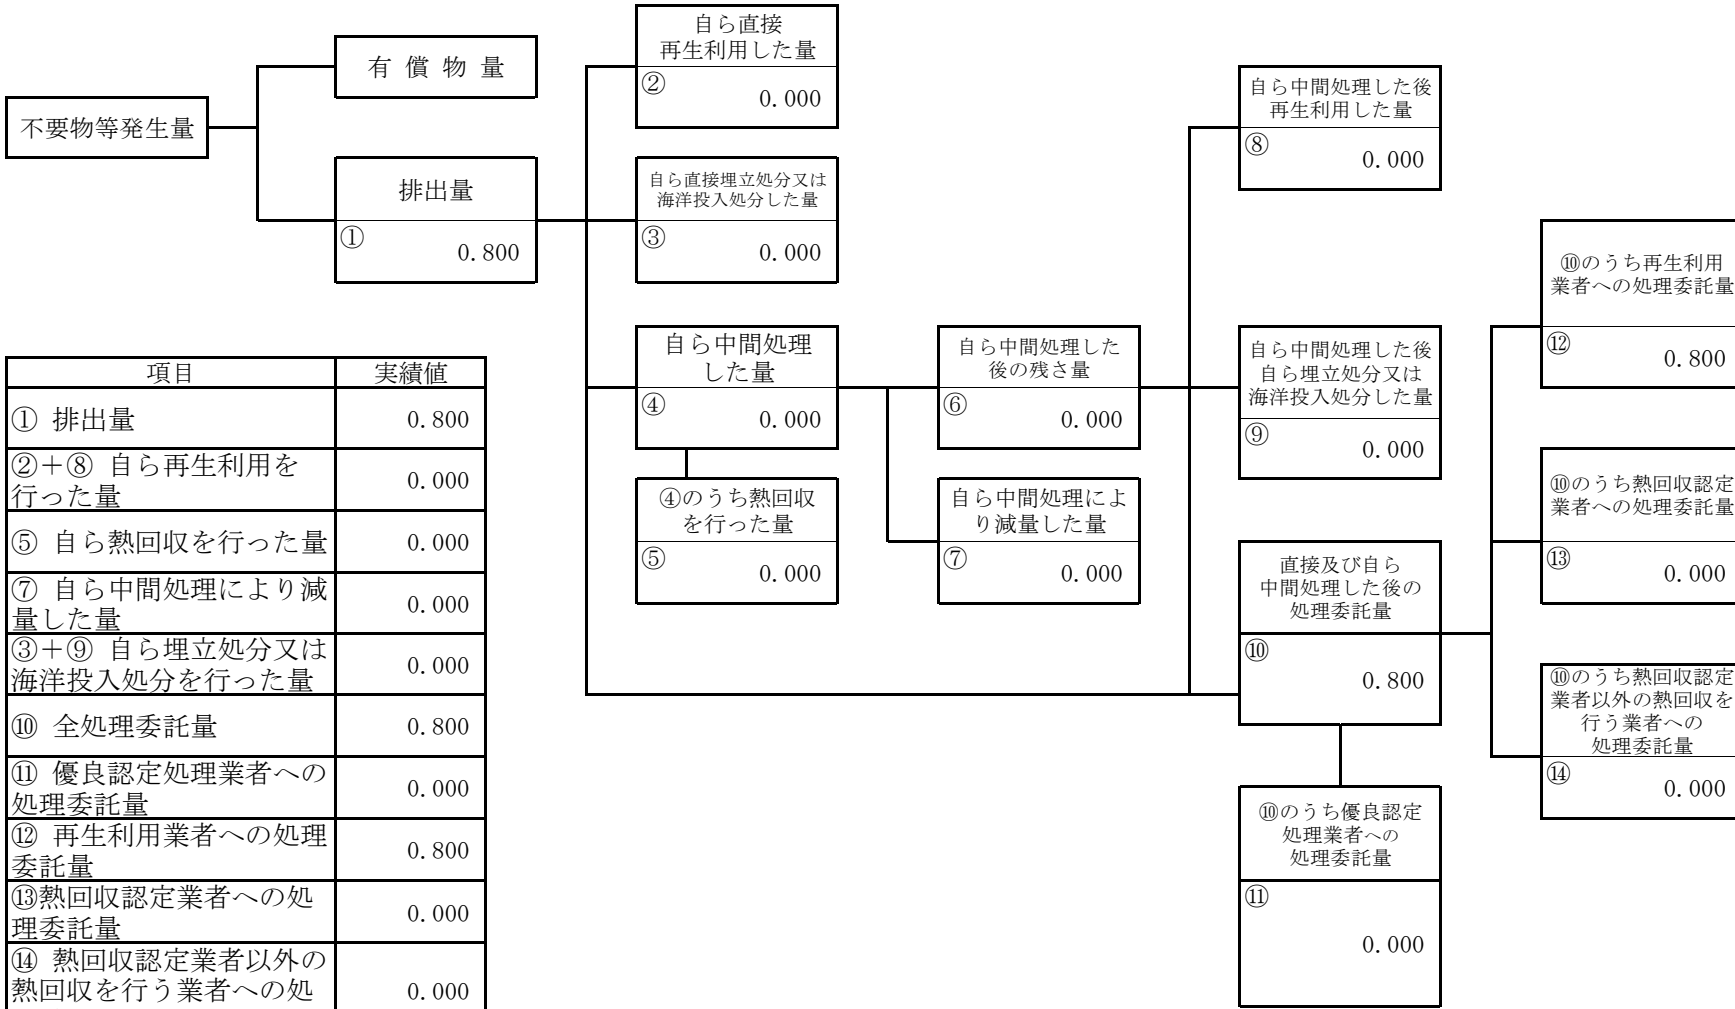 不要物等発生量
有 償 物 量
排出量
①
0.800
自ら直接
再生利用した量
②
0.000
自ら直接埋立処分又は
海洋投入処分した量
③
0.000
自ら中間処理
した量
④
0.000
④のうち熱回収
を行った量
⑤
0.000
自ら中間処理した
後の残さ量
⑥
0.000
自ら中間処理によ
り減量した量
⑦
0.000
自ら中間処理した後
再生利用した量
⑧
0.000
自ら中間処理した後
自ら埋立処分又は
海洋投入処分した量
⑨
0.000
直接及び自ら
中間処理した後の
処理委託量
⑩
0.800
⑩のうち優良認定
処理業者への
処理委託量
⑪
0.000
⑩のうち再生利用
業者への処理委託量
⑫
0.800
⑩のうち熱回収認定
業者への処理委託量
⑬
0.000
⑩のうち熱回収認定
業者以外の熱回収を
行う業者への
処理委託量
⑭
0.000
項目 実績値
① 排出量 0.800
②+⑧ 自ら再生利用を
行った量 0.000
⑤ 自ら熱回収を行った量 0.000
⑦ 自ら中間処理により減
量した量 0.000
③+⑨ 自ら埋立処分又は
海洋投入処分を行った量 0.000
⑩ 全処理委託量 0.800
⑪ 優良認定処理業者への
処理委託量 0.000
⑫ 再生利用業者への処理
委託量 0.800
⑬熱回収認定業者への処
理委託量 0.000
⑭ 熱回収認定業者以外の
熱回収を行う業者への処 0.000